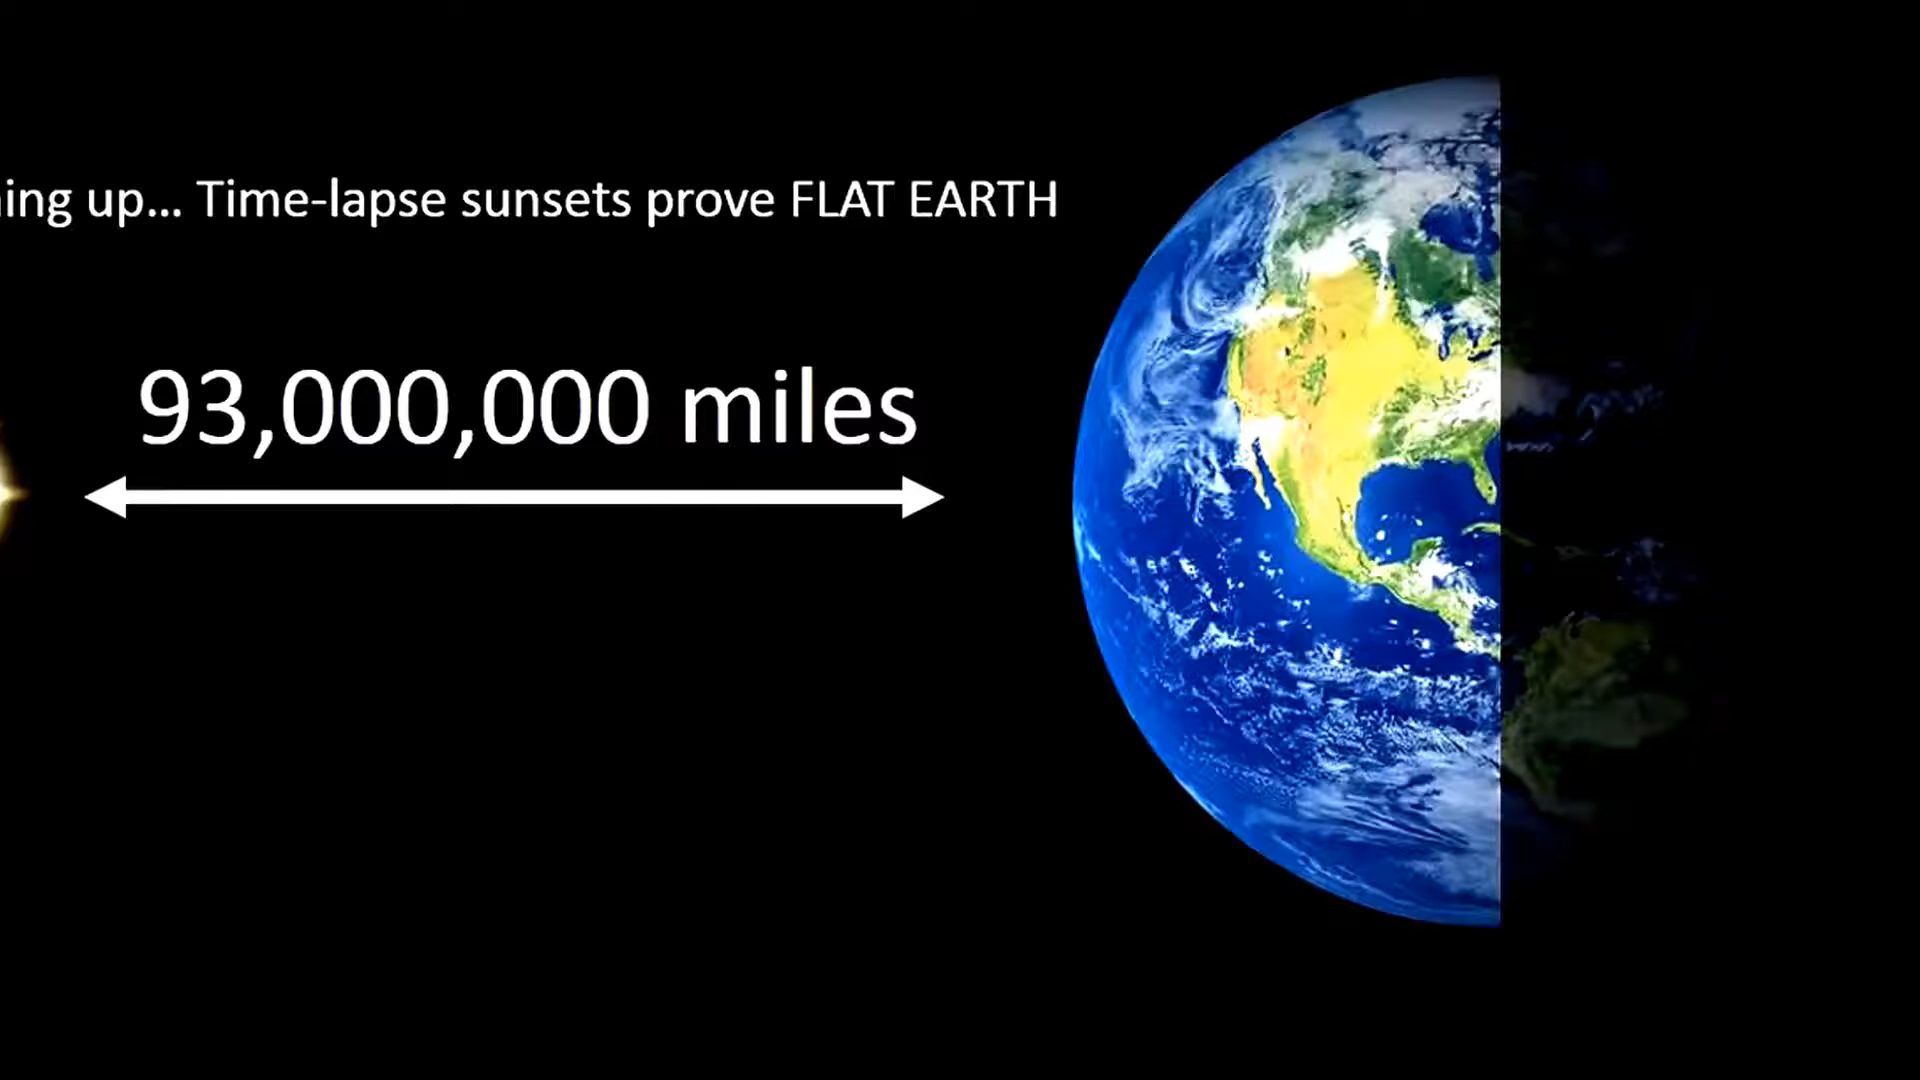 ing up... Time-lapse sunsets prove FLAT EARTH
93,000,000 miles